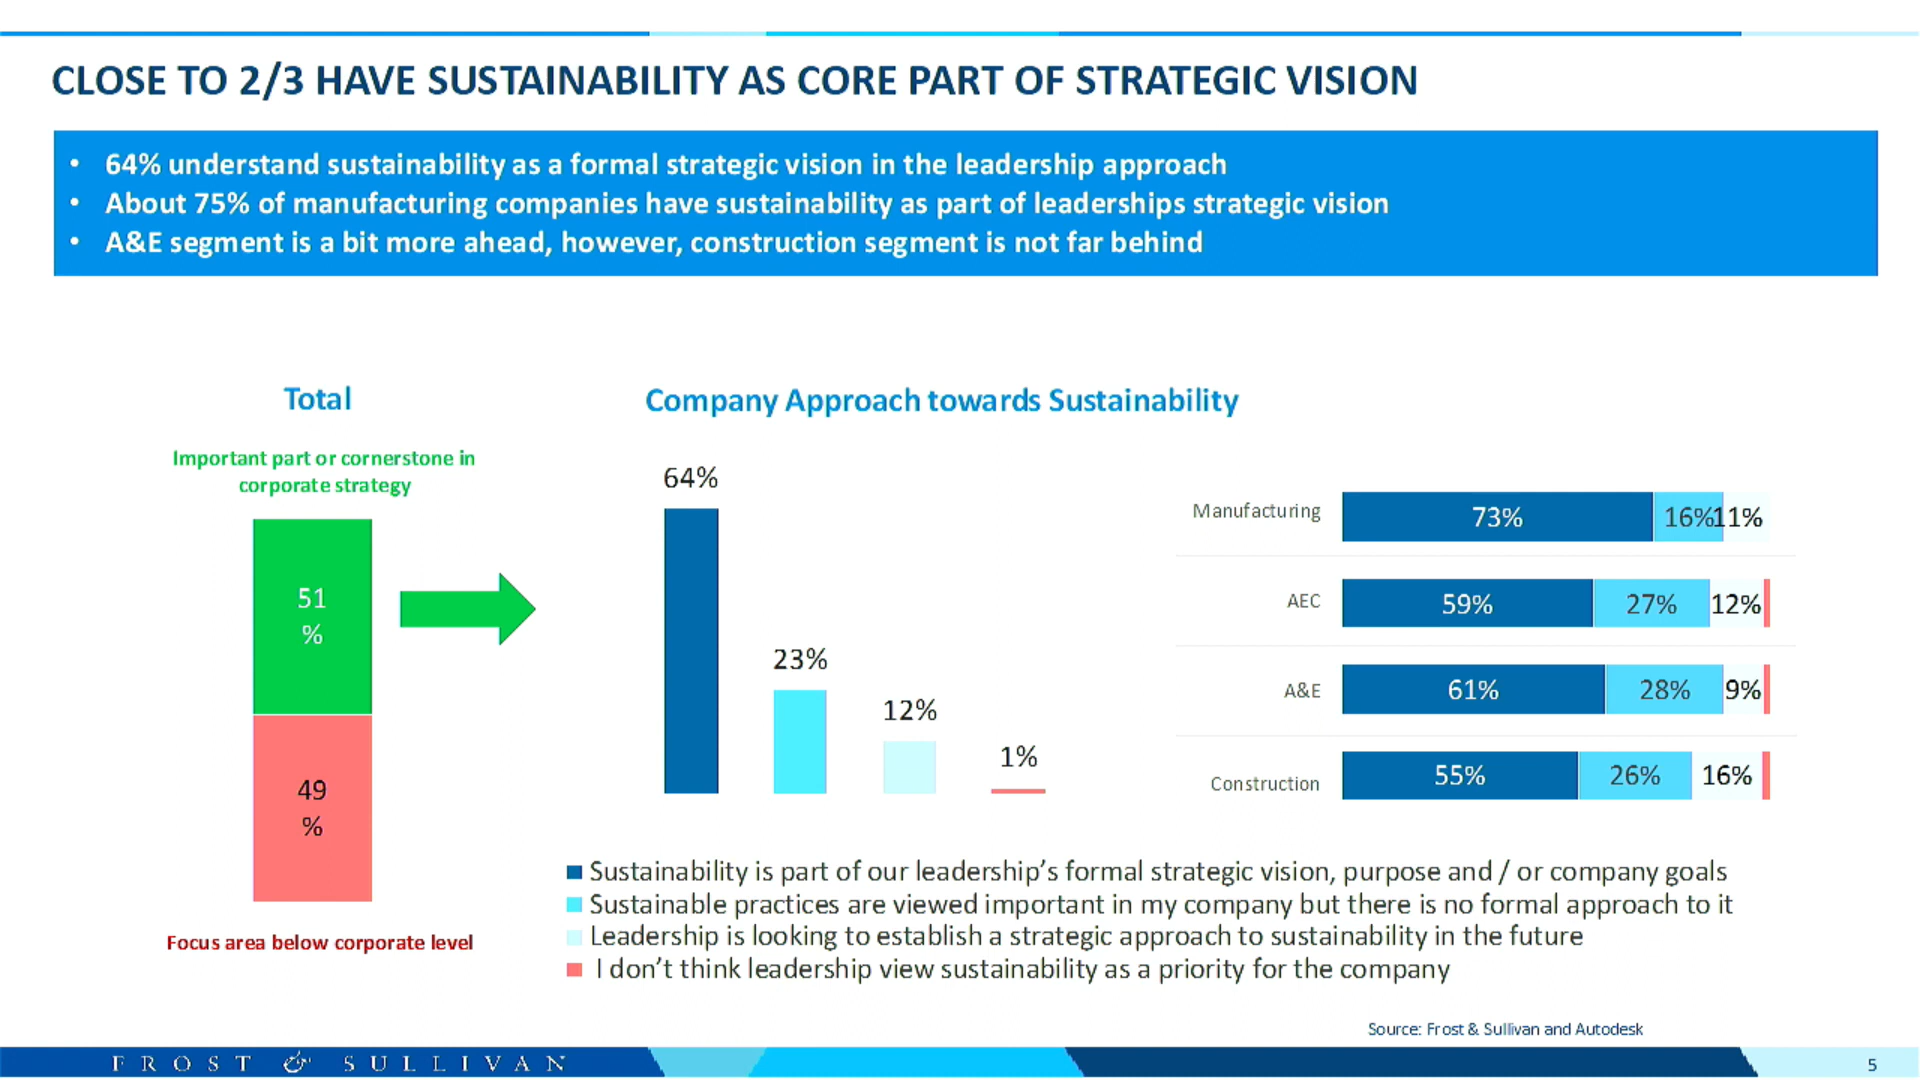 CLOSE TO 2/3 HAVE SUSTAINABILITY AS CORE PART OF STRATEGIC VISION
• 64% understand sustainability as a formal strategic vision in the leadership approach
• About 75% of manufacturing companies have sustainability as part of leaderships strategic vision
• A&E segment is a bit more ahead, however, construction segment is not far behind
Total
Important part or cornerstone in
corporate strategy
51
%
49
%
Focus area below corporate level
Company Approach towards Sustainability
64%
23%
12%
1%
Manufacturing 73% 16% 11%
AEC 59% 27% 12%
A&E 61% 28% 9%
Construction 55% 26% 16%
Sustainability is part of our leadership’s formal strategic vision, purpose and / or company goals
Sustainable practices are viewed important in my company but there is no formal approach to it
Leadership is looking to establish a strategic approach to sustainability in the future
I don’t think leadership view sustainability as a priority for the company
Source: Frost & Sullivan and Autodesk
FROST & SULLIVAN
5